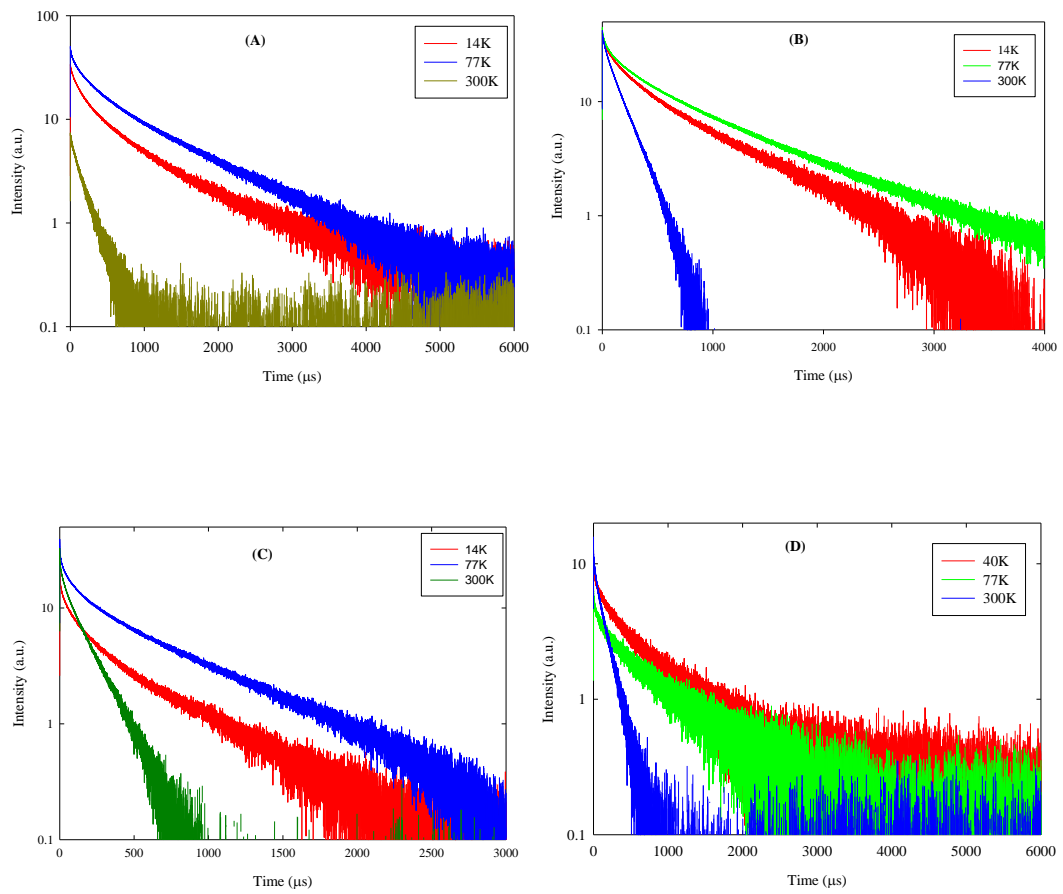 (A)
14K
77K
300K
Intensity (a.u.)
100
10
1
0.1
0 1000 2000 3000 4000 5000 6000
Time (μs)
(B)
14K
77K
300K
Intensity (a.u.)
10
1
0.1
0 1000 2000 3000 4000
Time (μs)
(C)
14K
77K
300K
Intensity (a.u.)
10
1
0.1
0 500 1000 1500 2000 2500 3000
Time (μs)
(D)
40K
77K
300K
Intensity (a.u.)
10
1
0.1
0 1000 2000 3000 4000 5000 6000
Time (μs)